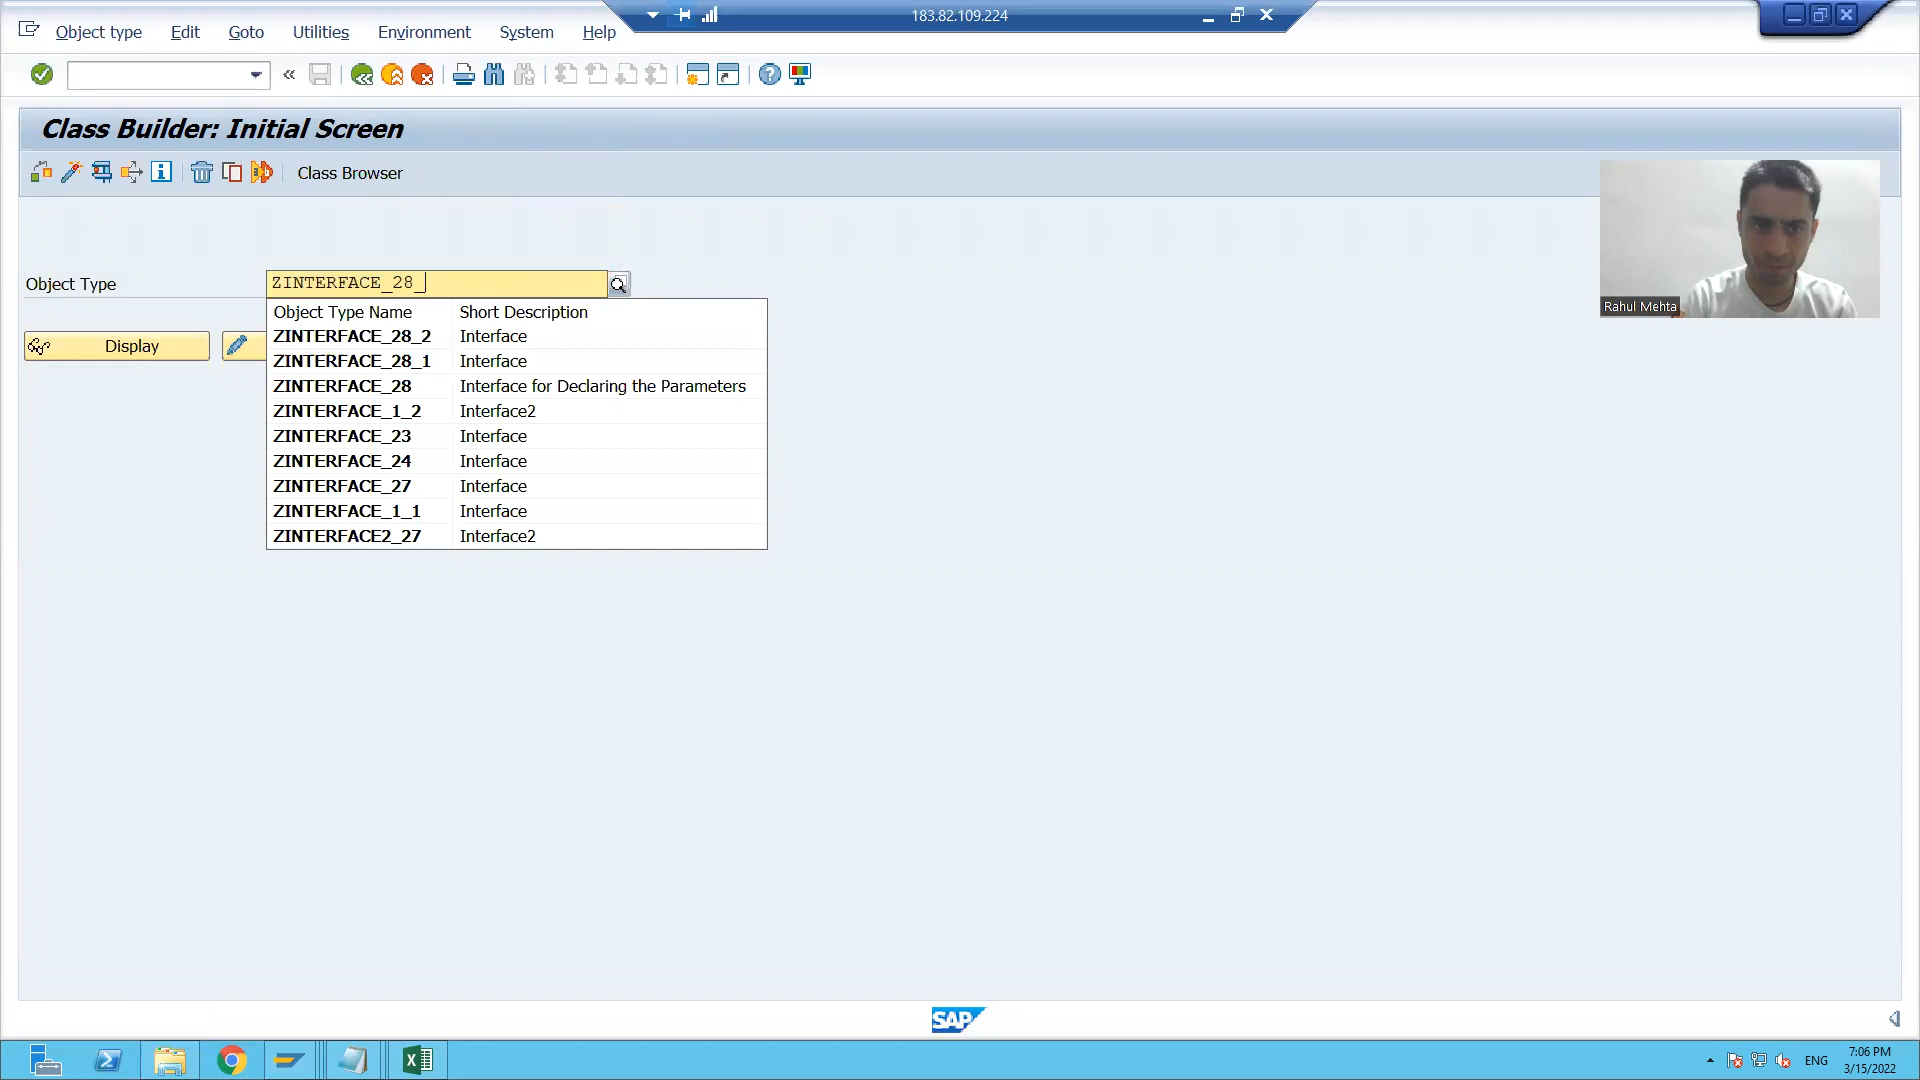 183.82.109.224
Object type Edit Goto Utilities Environment System Help
Class Builder: Initial Screen
Class Browser
Rahul Mehta
Object Type ZINTERFACE_28_
Display
Object Type Name Short Description
ZINTERFACE_28_2 Interface
ZINTERFACE_28_1 Interface
ZINTERFACE_28 Interface for Declaring the Parameters
ZINTERFACE_1_2 Interface2
ZINTERFACE_23 Interface
ZINTERFACE_24 Interface
ZINTERFACE_27 Interface
ZINTERFACE_1_1 Interface
ZINTERFACE2_27 Interface2
SAP
ENG
7:06 PM
3/15/2022